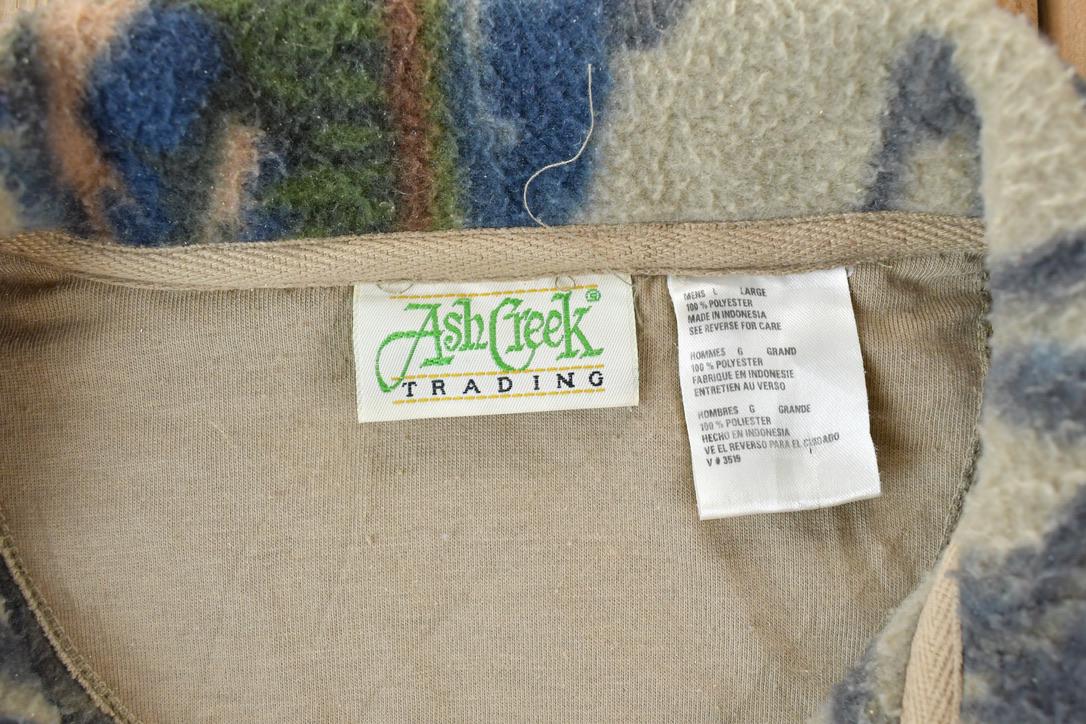 Ash Creek ®
TRADING
MENS L LARGE
100 % POLYESTER
MADE IN INDONESIA
SEE REVERSE FOR CARE
HOMMES G GRAND
100 % POLYESTER
FABRIQUE EN INDONESIE
ENTRETIEN AU VERSO
HOMBRES G GRANDE
100 % POLIESTER
HECHO EN INDONESIA
VE EL REVERSO PARA EL CUIDADO
V # 3519